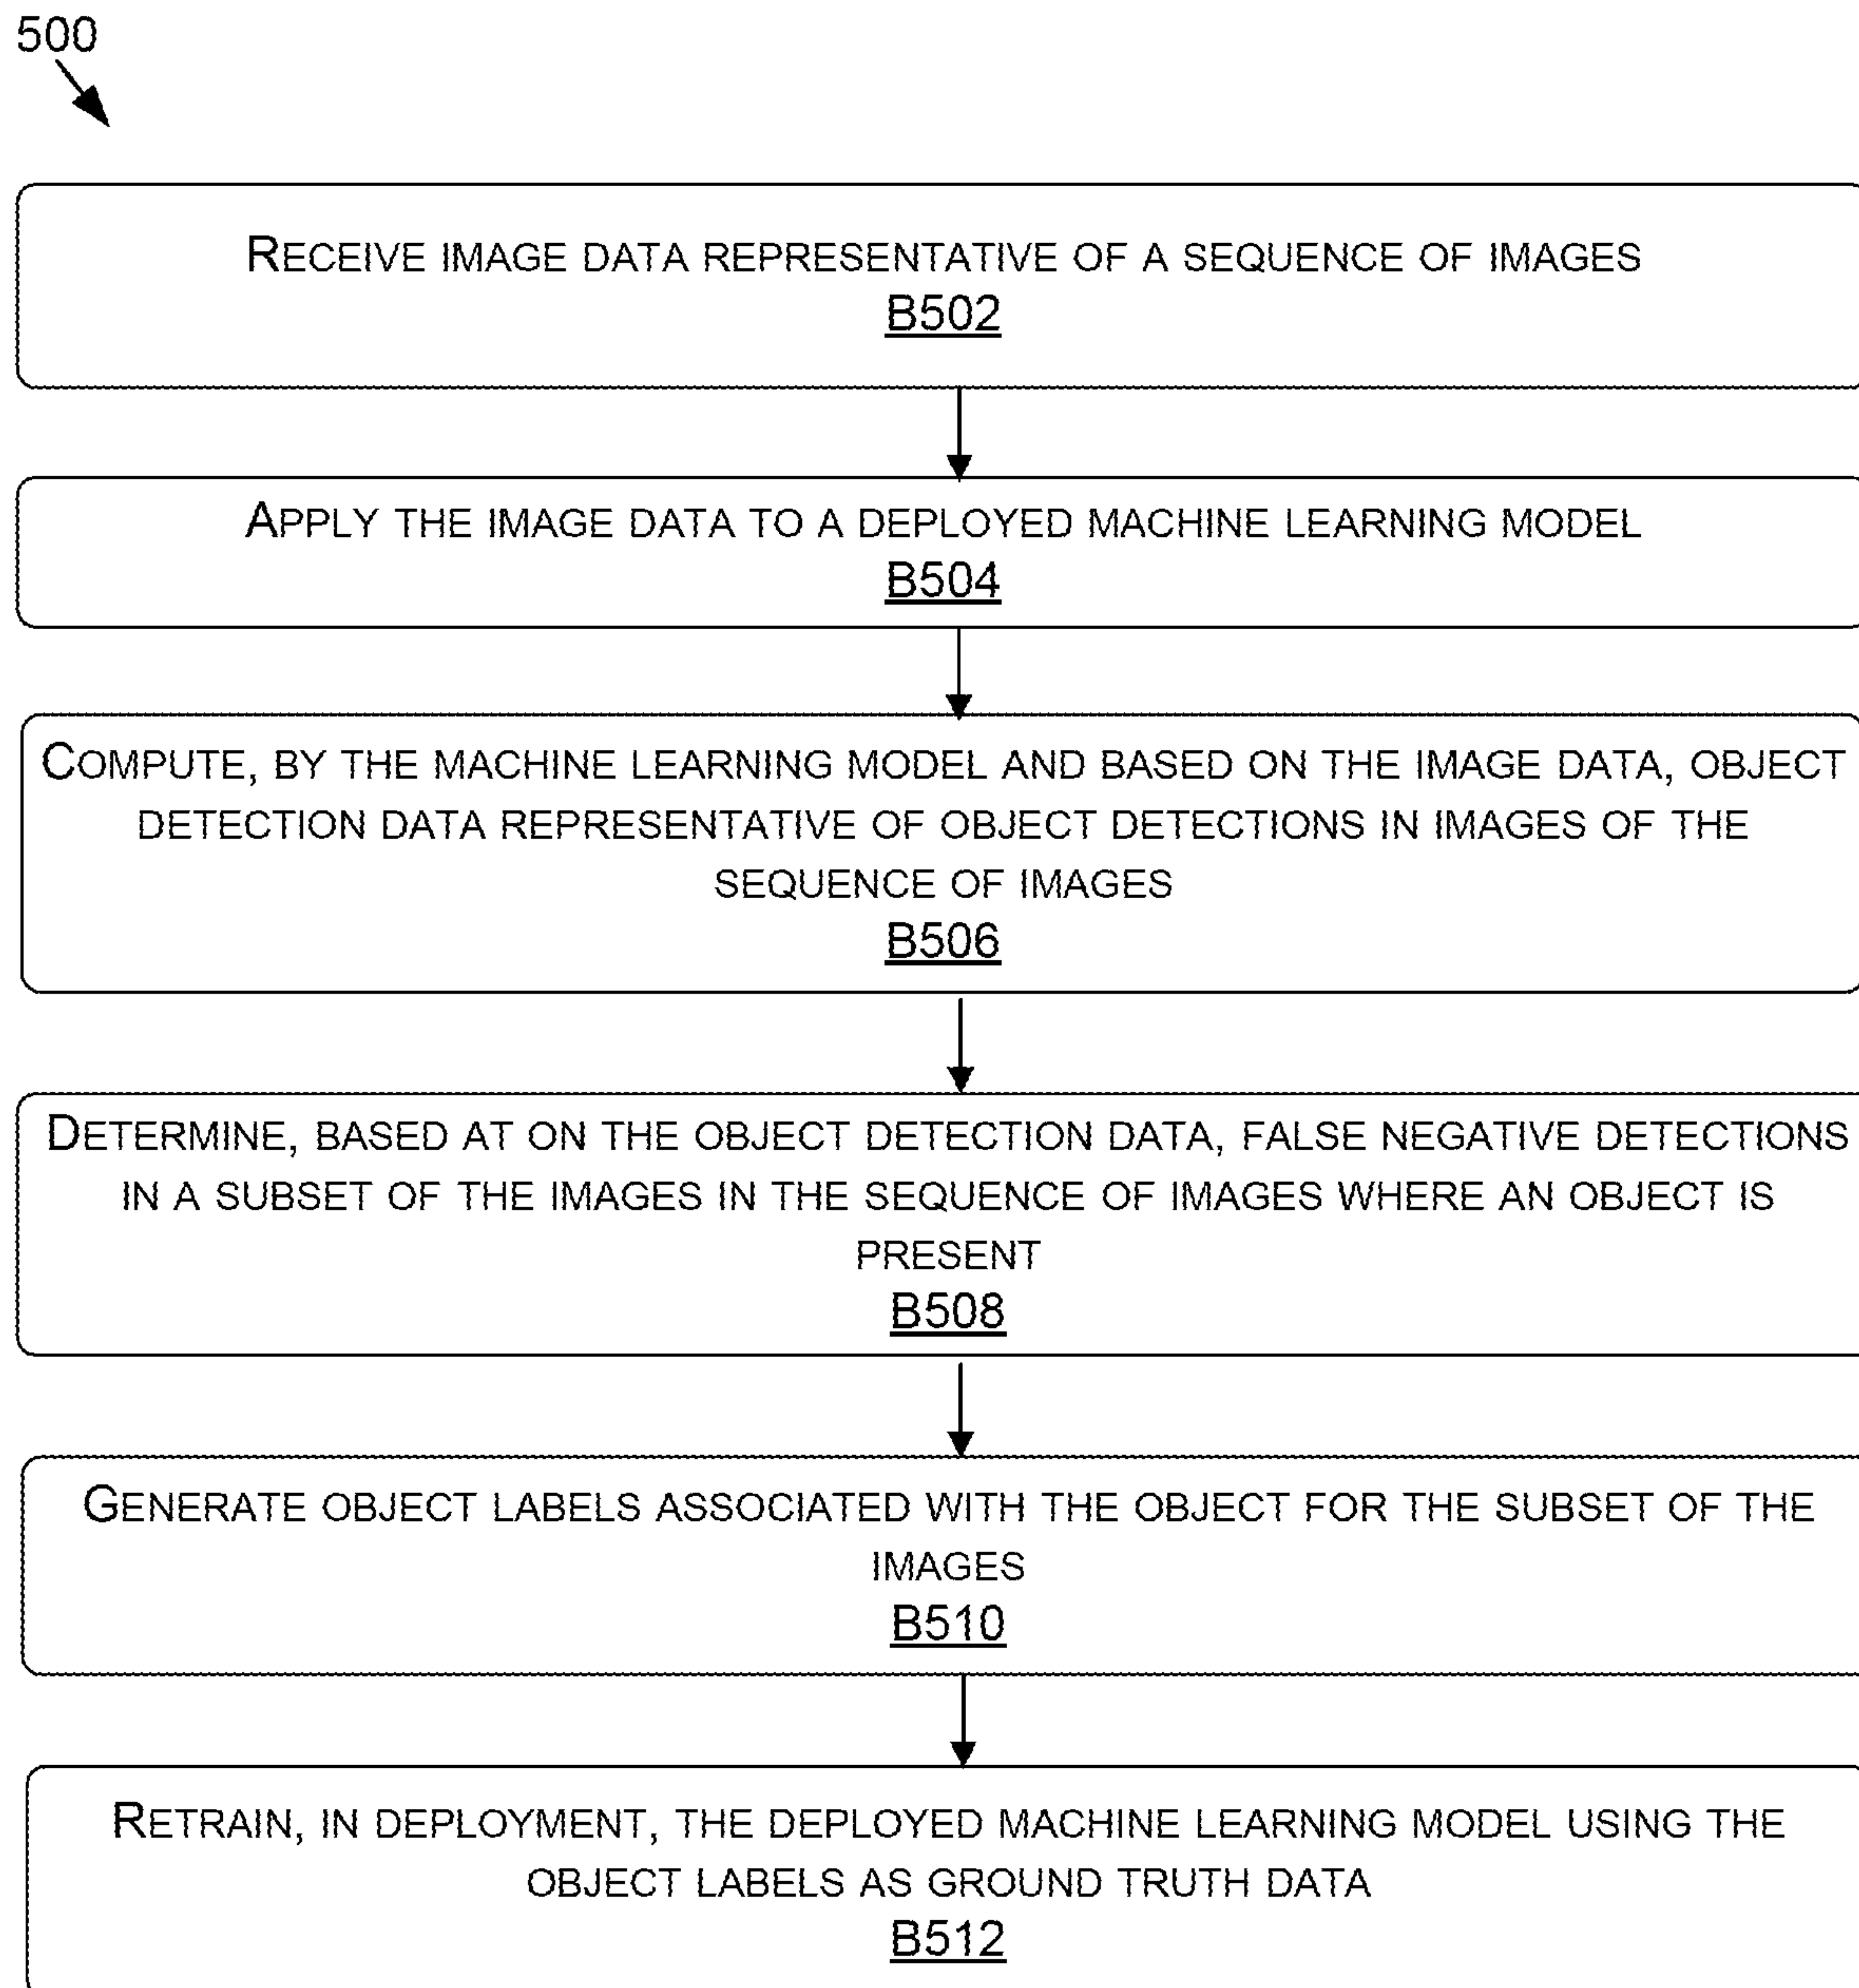 500
RECEIVE IMAGE DATA REPRESENTATIVE OF A SEQUENCE OF IMAGES
B502
APPLY THE IMAGE DATA TO A DEPLOYED MACHINE LEARNING MODEL
B504
COMPUTE, BY THE MACHINE LEARNING MODEL AND BASED ON THE IMAGE DATA, OBJECT
DETECTION DATA REPRESENTATIVE OF OBJECT DETECTIONS IN IMAGES OF THE
SEQUENCE OF IMAGES
B506
DETERMINE, BASED AT ON THE OBJECT DETECTION DATA, FALSE NEGATIVE DETECTIONS
IN A SUBSET OF THE IMAGES IN THE SEQUENCE OF IMAGES WHERE AN OBJECT IS
PRESENT
B508
GENERATE OBJECT LABELS ASSOCIATED WITH THE OBJECT FOR THE SUBSET OF THE
IMAGES
B510
RETRAIN, IN DEPLOYMENT, THE DEPLOYED MACHINE LEARNING MODEL USING THE
OBJECT LABELS AS GROUND TRUTH DATA
B512